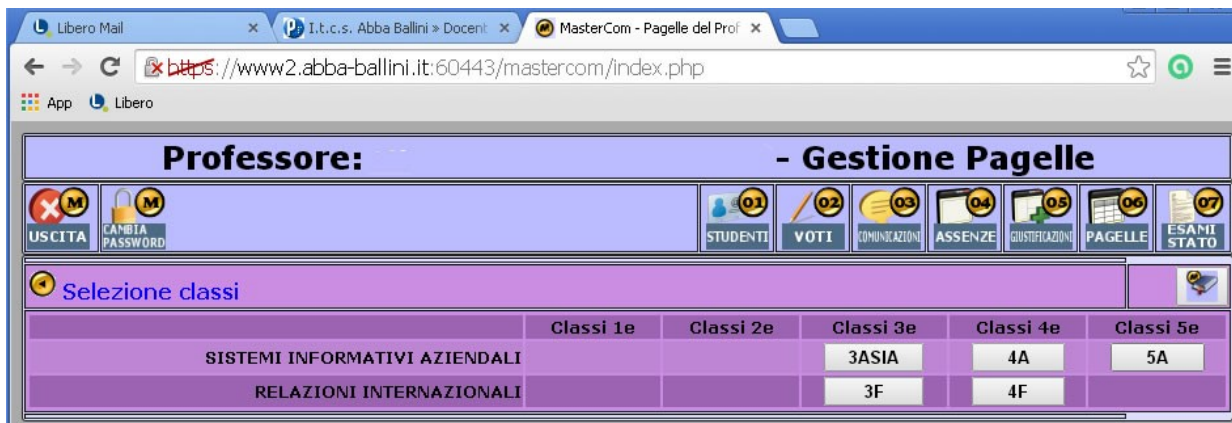 Libero Mail
I.t.c.s. Abba Ballini » Docent
MasterCom - Pagelle del Prof
https://www2.abba-ballini.it:60443/mastercom/index.php
App Libero
Professore: - Gestione Pagelle
M M 01 02 03 04 05 06 07
USCITA CAMBIA PASSWORD STUDENTI VOTI COMUNICAZIONI ASSENZE GIUSTIFICAZIONI PAGELLE ESAMI STATO
Selezione classi
Classi 1e Classi 2e Classi 3e Classi 4e Classi 5e
SISTEMI INFORMATIVI AZIENDALI 3ASIA 4A 5A
RELAZIONI INTERNAZIONALI 3F 4F